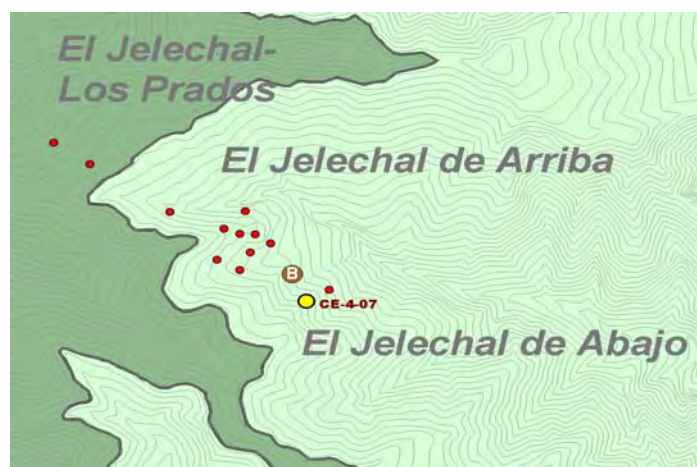 El Jelechal-
Los Prados
El Jelechal de Arriba
B
CE-4-07
El Jelechal de Abajo